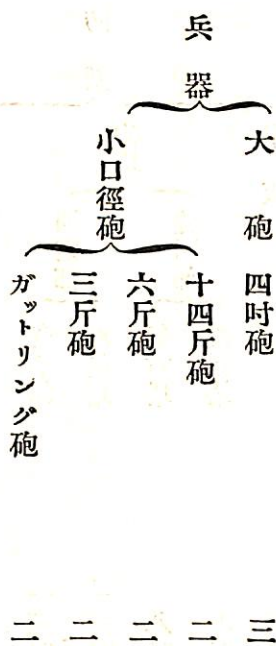 兵器
大砲 四吋砲 三
小口徑砲 十四斤砲 二
六斤砲 二
三斤砲 二
ガットリング砲 二